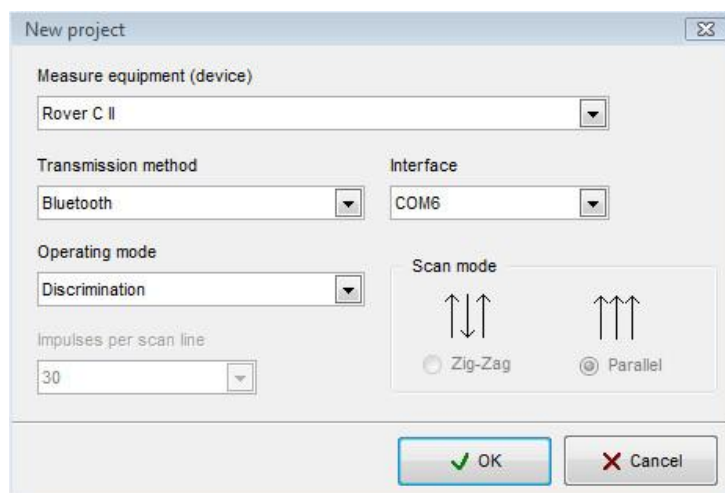 New project
Measure equipment (device)
Rover C II
Transmission method
Interface
Bluetooth
COM6
Operating mode
Discrimination
Scan mode
Impulses per scan line
30
Zig-Zag
Parallel
OK
Cancel